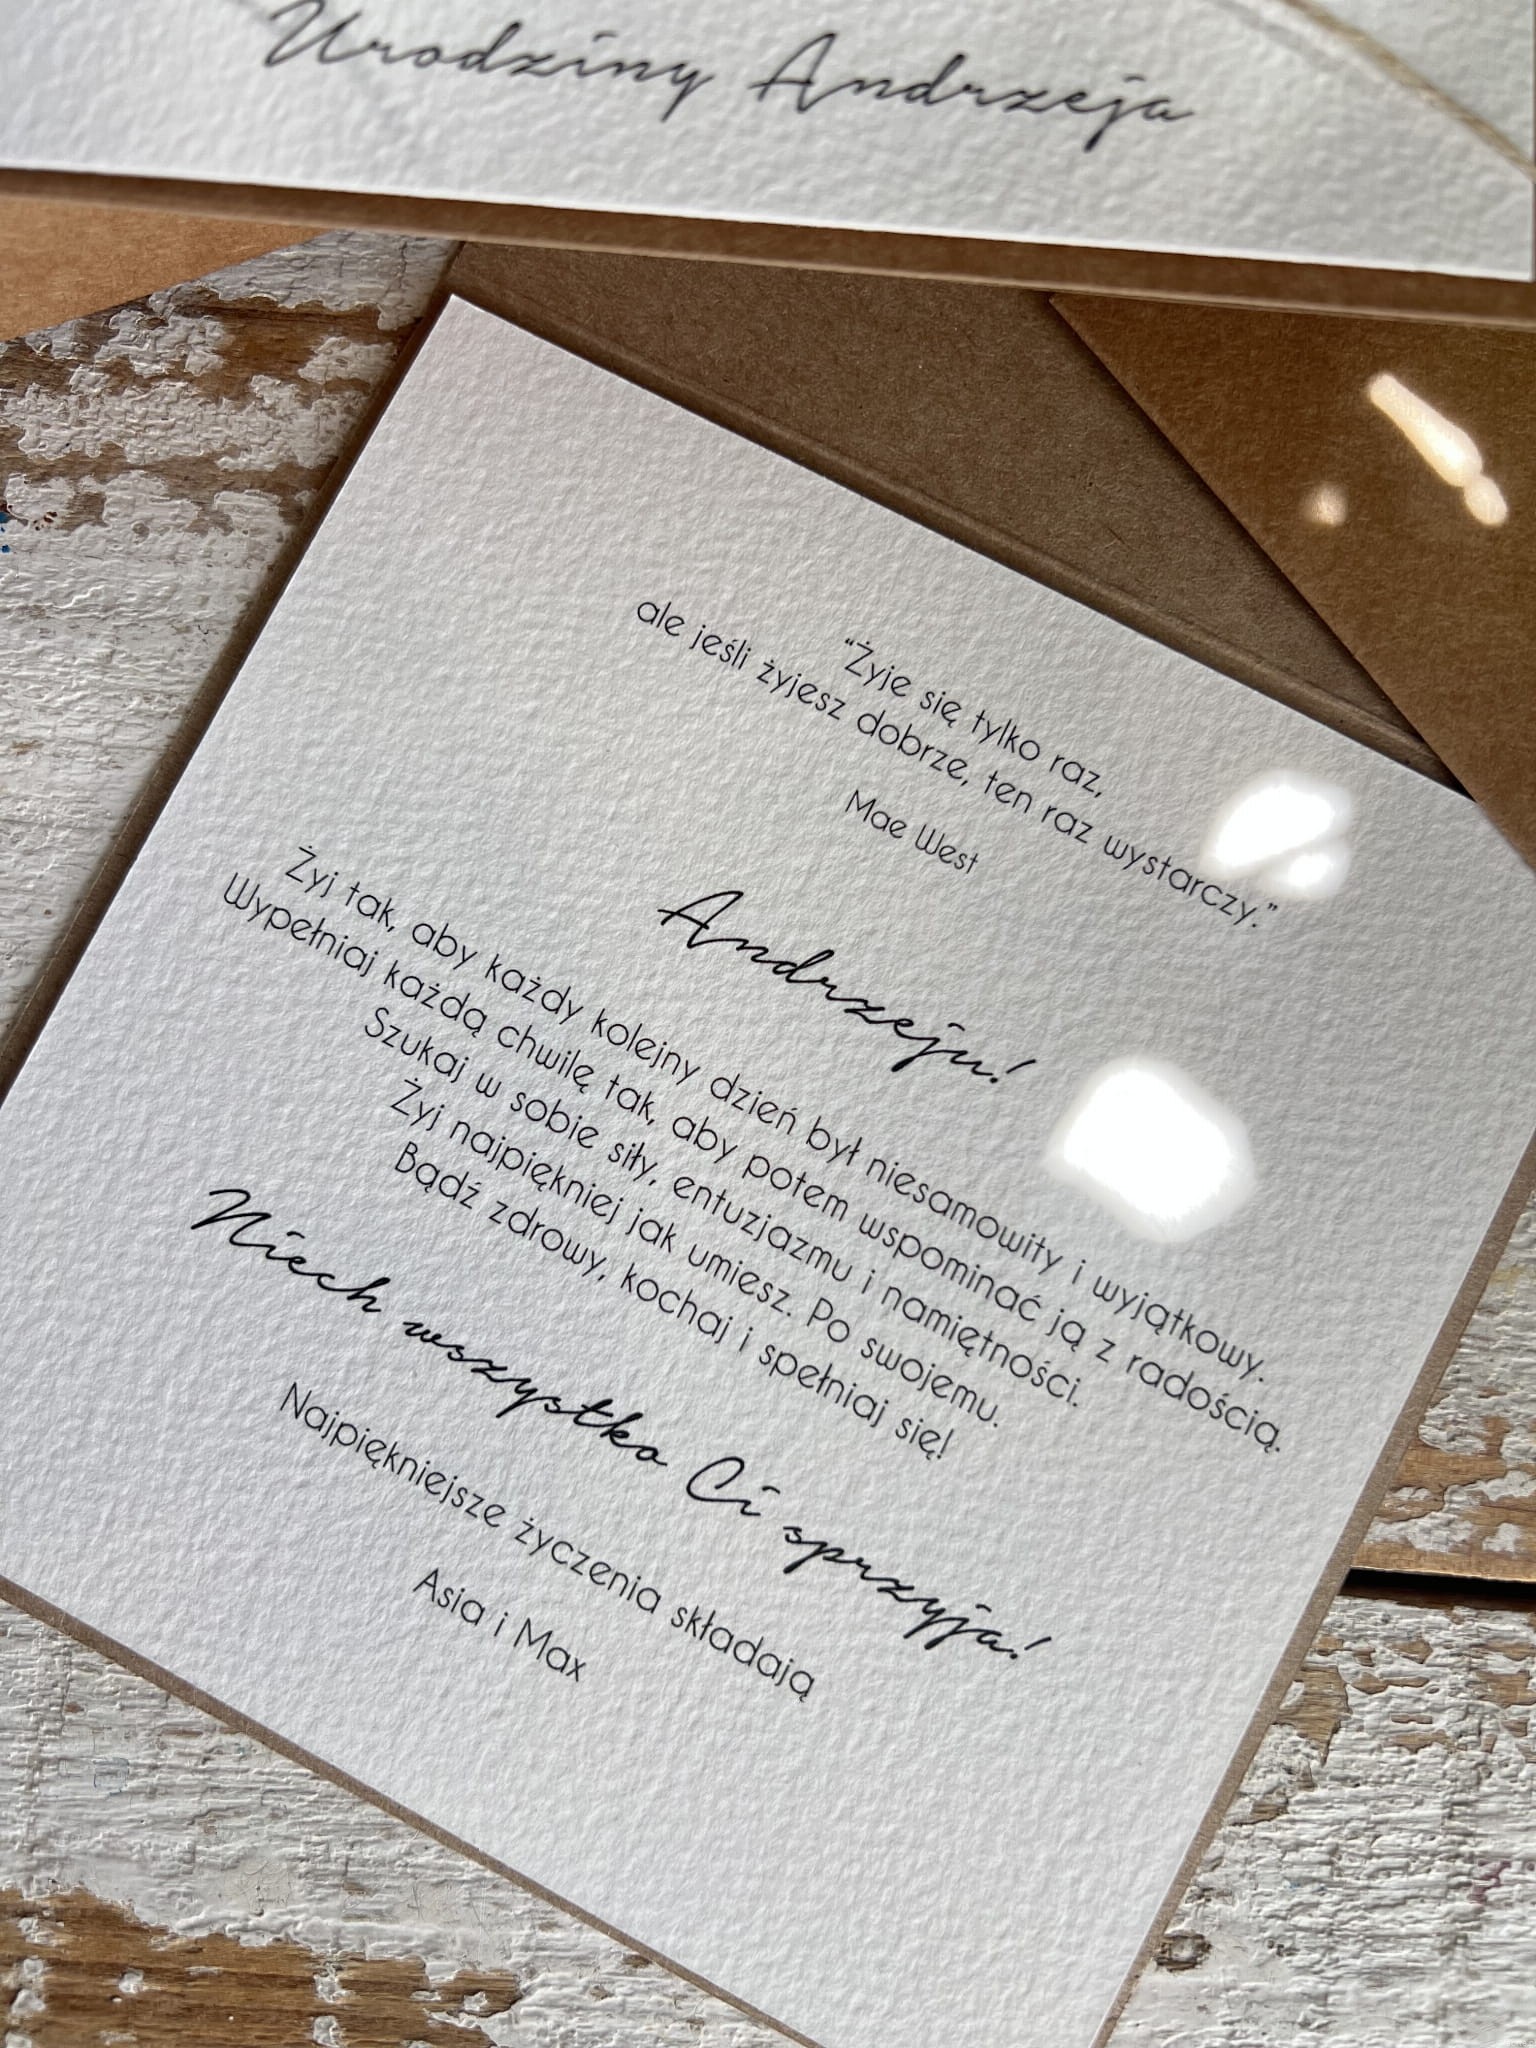 Urodziny Andrzeja
“Żyje się tylko raz,
ale jeśli żyjesz dobrze, ten raz wystarczy.”
Mae West
Andrzeju!
Żyj tak, aby każdy kolejny dzień był niesamowity i wyjątkowy.
Wypełniaj każdą chwilę tak, aby potem wspominać ją z radością.
Szukaj w sobie siły, entuzjazmu i namiętności.
Żyj najpiękniej jak umiesz. Po swojemu.
Bądź zdrowy, kochaj i spełniaj się!
Niech wszystko Ci sprzyja!
Najpiękniejsze życzenia składają
Asia i Max